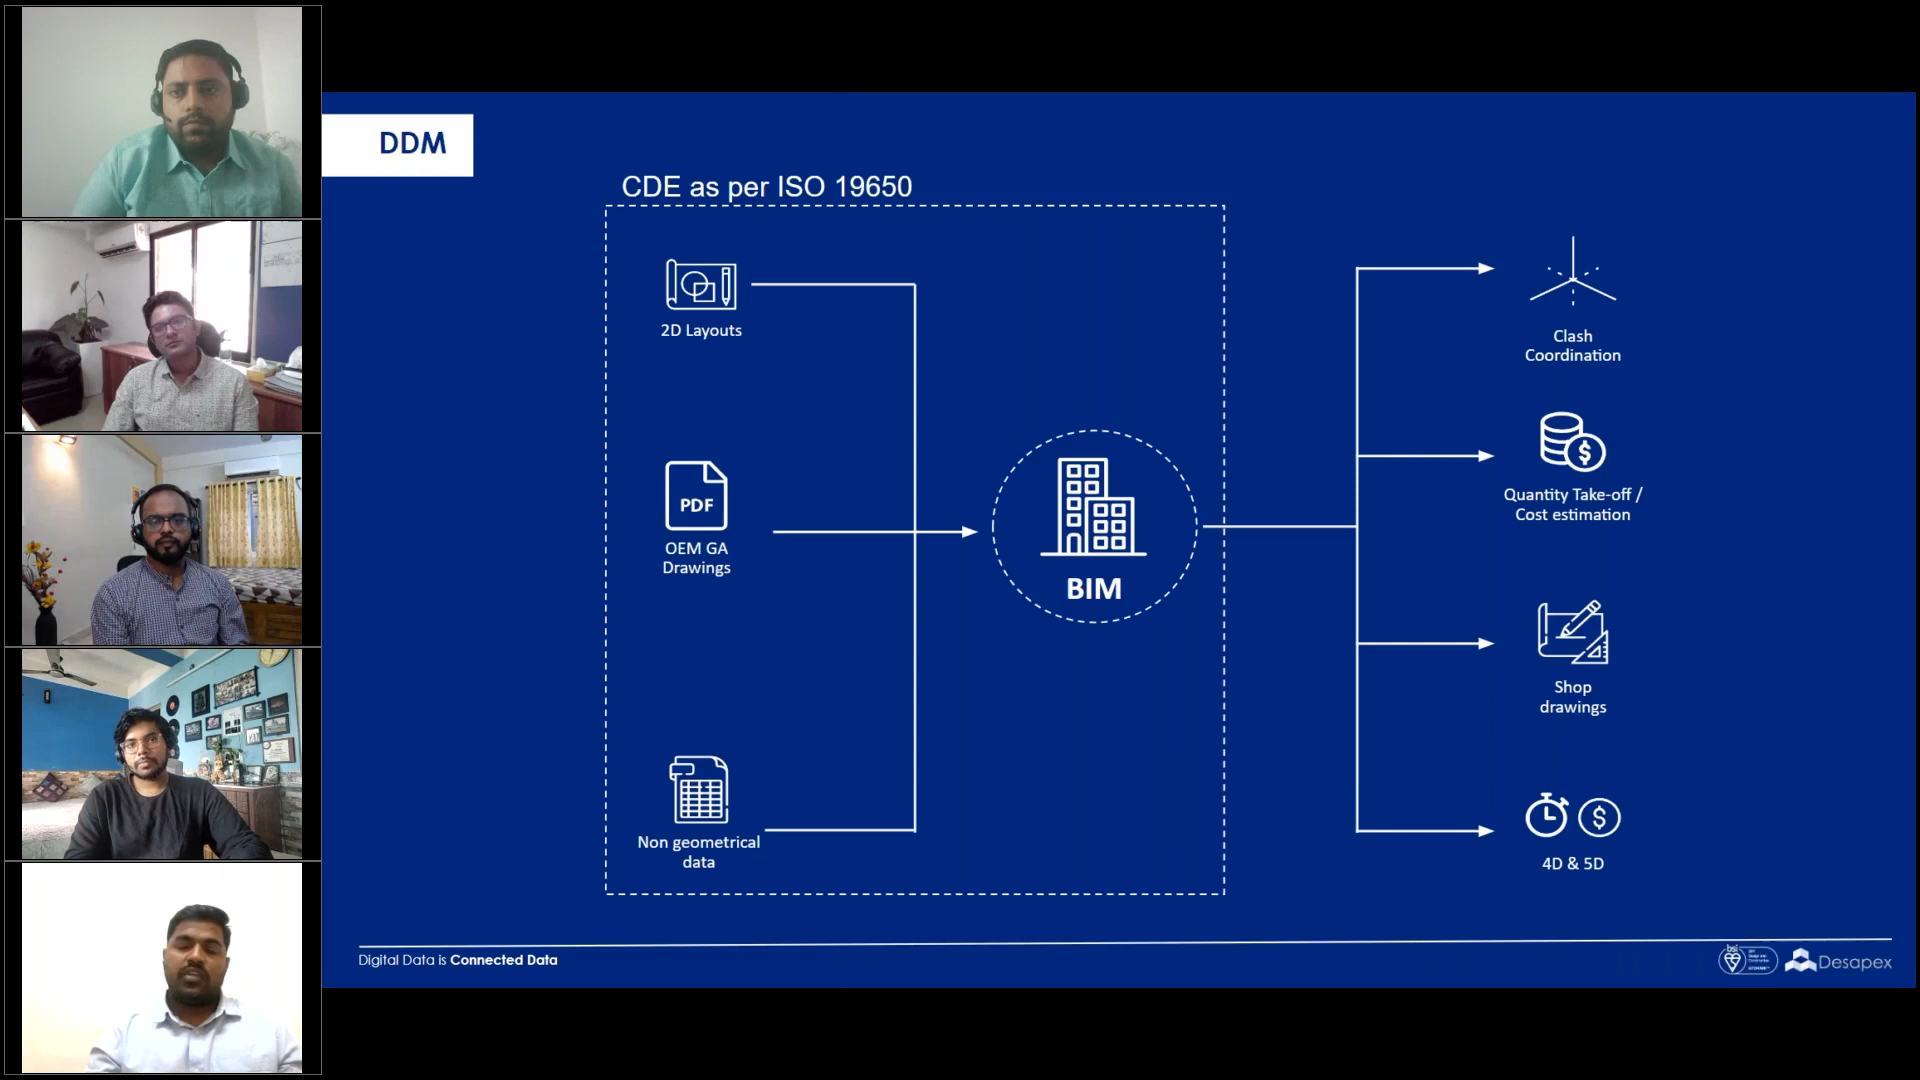 DDM
CDE as per ISO 19650
2D Layouts
PDF
OEM GA
Drawings
Non geometrical
data
BIM
Clash
Coordination
$
Quantity Take-off /
Cost estimation
Shop
drawings
$
4D & 5D
Digital Data is Connected Data
bsi
Desapex